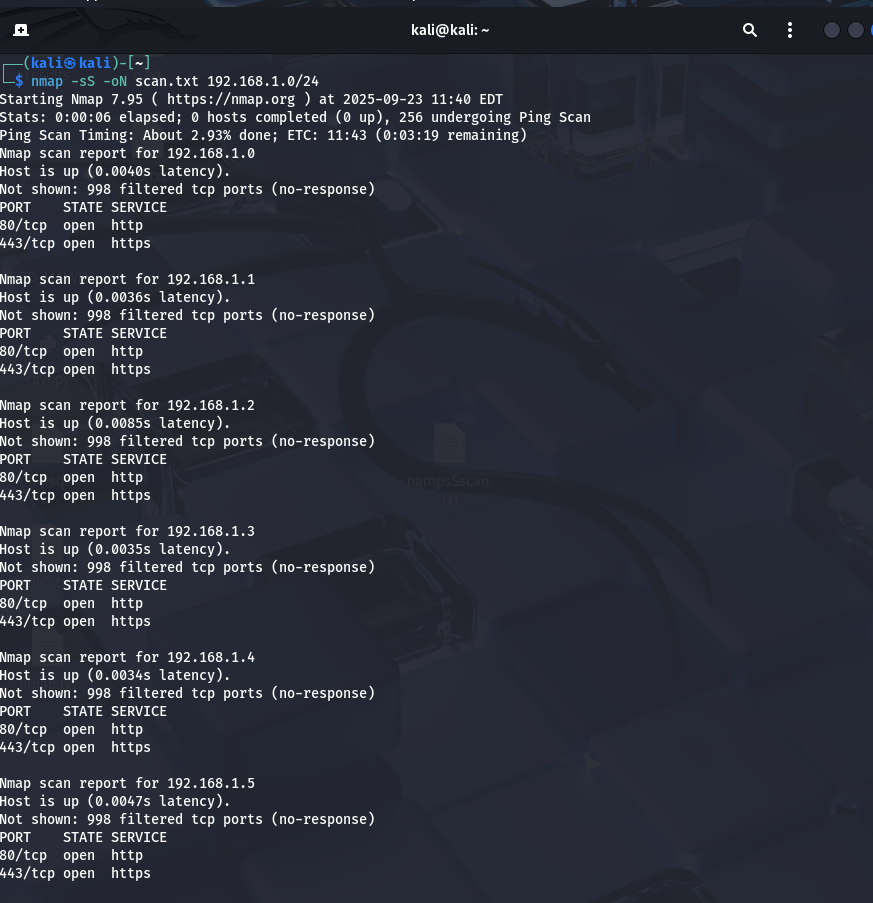 kali@kali: ~
┌──(kali㉿kali)-[~]
└─$ nmap -sS -oN scan.txt 192.168.1.0/24
Starting Nmap 7.95 ( https://nmap.org ) at 2025-09-23 11:40 EDT
Stats: 0:00:06 elapsed; 0 hosts completed (0 up), 256 undergoing Ping Scan
Ping Scan Timing: About 2.93% done; ETC: 11:43 (0:03:19 remaining)
Nmap scan report for 192.168.1.0
Host is up (0.0040s latency).
Not shown: 998 filtered tcp ports (no-response)
PORT    STATE SERVICE
80/tcp  open  http
443/tcp open  https

Nmap scan report for 192.168.1.1
Host is up (0.0036s latency).
Not shown: 998 filtered tcp ports (no-response)
PORT    STATE SERVICE
80/tcp  open  http
443/tcp open  https

Nmap scan report for 192.168.1.2
Host is up (0.0085s latency).
Not shown: 998 filtered tcp ports (no-response)
PORT    STATE SERVICE
80/tcp  open  http
443/tcp open  https

Nmap scan report for 192.168.1.3
Host is up (0.0035s latency).
Not shown: 998 filtered tcp ports (no-response)
PORT    STATE SERVICE
80/tcp  open  http
443/tcp open  https

Nmap scan report for 192.168.1.4
Host is up (0.0034s latency).
Not shown: 998 filtered tcp ports (no-response)
PORT    STATE SERVICE
80/tcp  open  http
443/tcp open  https

Nmap scan report for 192.168.1.5
Host is up (0.0047s latency).
Not shown: 998 filtered tcp ports (no-response)
PORT    STATE SERVICE
80/tcp  open  http
443/tcp open  https